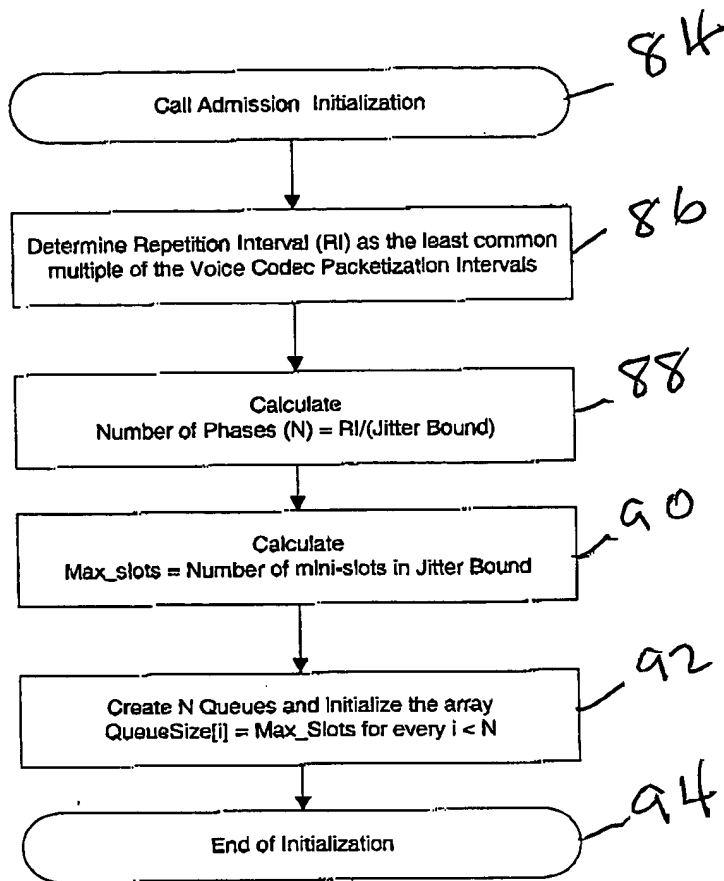 84
Call Admission Initialization
86
Determine Repetition Interval (RI) as the least common
multiple of the Voice Codec Packetization Intervals
88
Calculate
Number of Phases (N) = RI/(Jitter Bound)
90
Calculate
Max_slots = Number of mini-slots in Jitter Bound
92
Create N Queues and Initialize the array
QueueSize[i] = Max_Slots for every i < N
94
End of Initialization